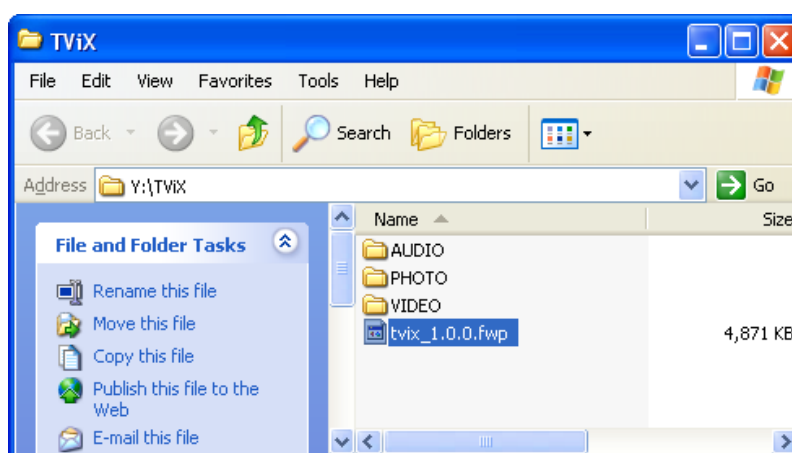 TViX
File Edit View Favorites Tools Help
Back Search Folders
Address Y:\TViX Go
Name Size
File and Folder Tasks
AUDIO
PHOTO
VIDEO
tvix_1.0.0.fwp 4,871 KB
Rename this file
Move this file
Copy this file
Publish this file to the
Web
E-mail this file